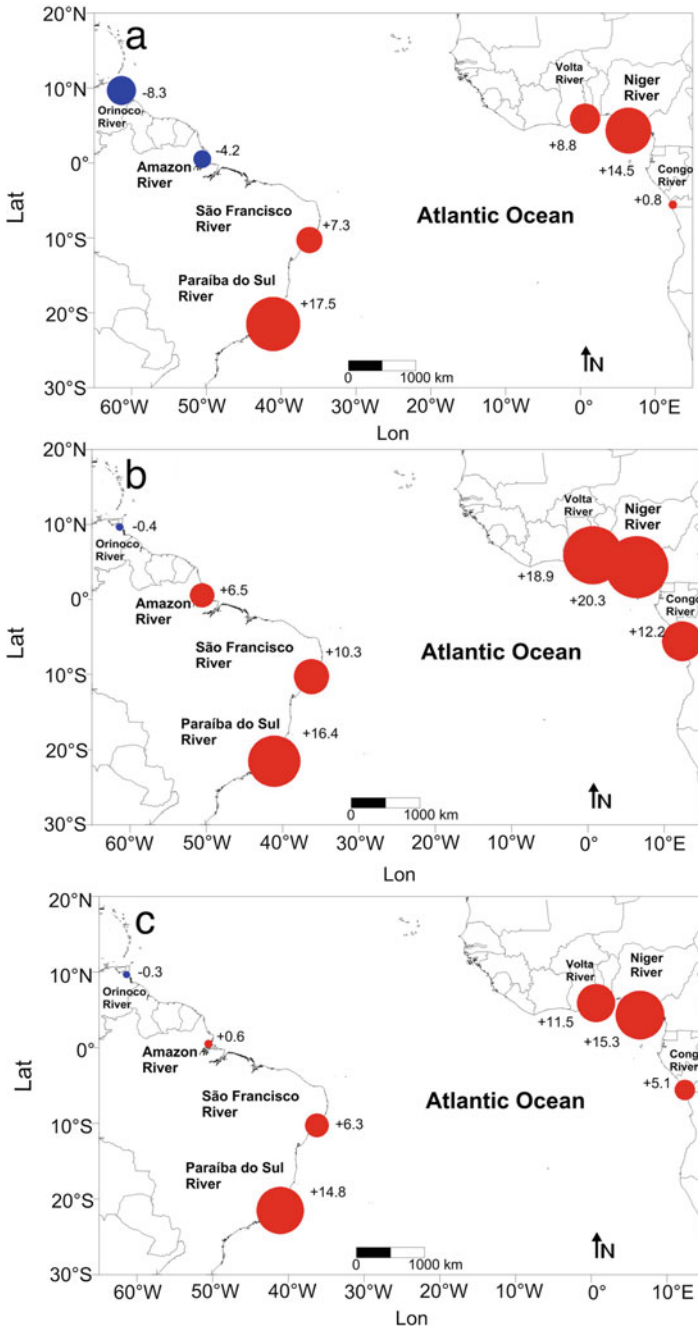 a
20°N
10°N
0°
10°S
20°S
30°S
Lat
-8.3
Orinoco
River
-4.2
Amazon
River
São Francisco
River
+7.3
Paraíba do Sul
River
+17.5
Volta
River
Niger
River
+8.8
+14.5
Congo
River
+0.8
Atlantic Ocean
N
0 1000 km
60°W 50°W 40°W 30°W 20°W 10°W 0° 10°E
Lon
b
20°N
10°N
0°
10°S
20°S
30°S
Lat
-0.4
Orinoco
River
+6.5
Amazon
River
São Francisco
River
+10.3
Paraíba do Sul
River
+16.4
Volta
River
Niger
River
+18.9
+20.3
Congo
River
+12.2
Atlantic Ocean
N
0 1000 km
60°W 50°W 40°W 30°W 20°W 10°W 0° 10°E
Lon
c
20°N
10°N
0°
10°S
20°S
30°S
Lat
-0.3
Orinoco
River
+0.6
Amazon
River
São Francisco
River
+6.3
Paraíba do Sul
River
+14.8
Volta
River
Niger
River
+11.5
+15.3
Congo
River
+5.1
Atlantic Ocean
N
0 1000 km
60°W 50°W 40°W 30°W 20°W 10°W 0° 10°E
Lon